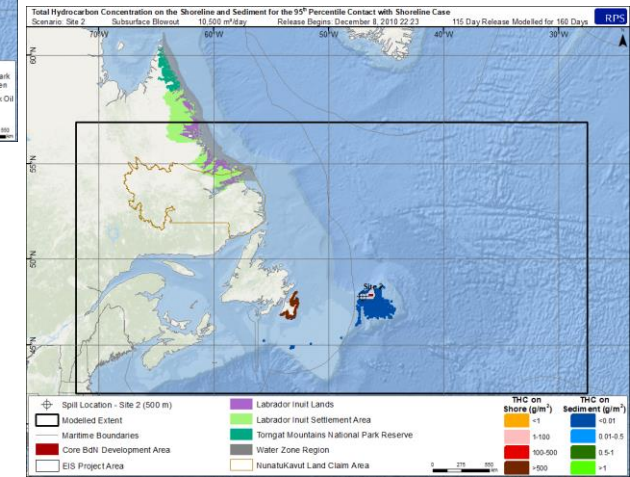 Total Hydrocarbon Concentration on the Shoreline and Sediment for the 95th Percentile Contact with Shoreline Case
Scenario: Site 2 Subsurface Blowout 10,500 m³/day Release Begins: December 8, 2010 22:23 115 Day Release Modelled for 160 Days
RPS
70°W 60°W 50°W 40°W 30°W
60°N
55°N
50°N
45°N
Site 2
Spill Location - Site 2 (500 m)
Modelled Extent
Maritime Boundaries
Core BdN Development Area
EIS Project Area
Labrador Inuit Lands
Labrador Inuit Settlement Area
Torngat Mountains National Park Reserve
Water Zone Region
NunatuKavut Land Claim Area
THC on Shore (g/m²)
<1
1-100
100-500
>500
THC on Sediment (g/m²)
<0.01
0.01-0.5
0.5-1
>1
0 275 550